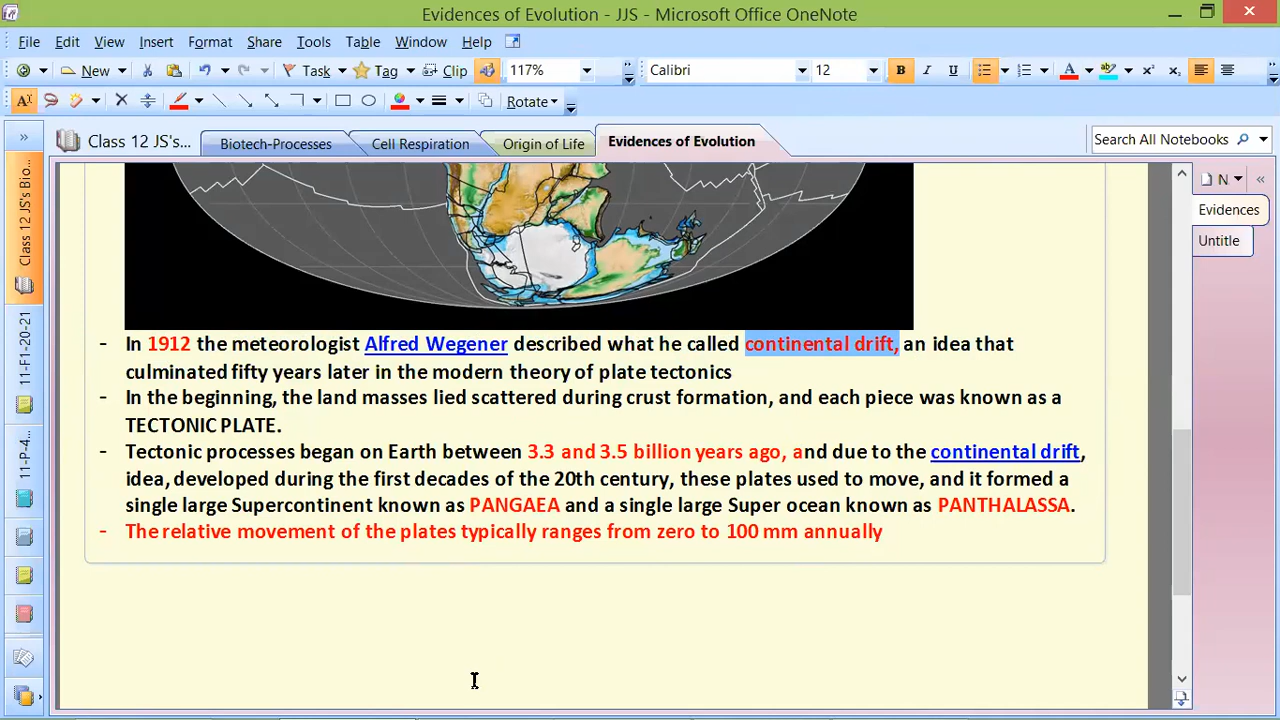 Evidences of Evolution - JJS - Microsoft Office OneNote
File Edit View Insert Format Share Tools Table Window Help
New Task Tag Clip 117% Calibri 12 B I U
Rotate
Class 12 JS's... Biotech-Processes Cell Respiration Origin of Life Evidences of Evolution Search All Notebooks
N
Evidences
Untitle
Class 12 JS's Bio...
11-F1-20-21
11-P-4...
- In 1912 the meteorologist Alfred Wegener described what he called continental drift, an idea that
culminated fifty years later in the modern theory of plate tectonics
- In the beginning, the land masses lied scattered during crust formation, and each piece was known as a
TECTONIC PLATE.
- Tectonic processes began on Earth between 3.3 and 3.5 billion years ago, and due to the continental drift,
idea, developed during the first decades of the 20th century, these plates used to move, and it formed a
single large Supercontinent known as PANGAEA and a single large Super ocean known as PANTHALASSA.
- The relative movement of the plates typically ranges from zero to 100 mm annually